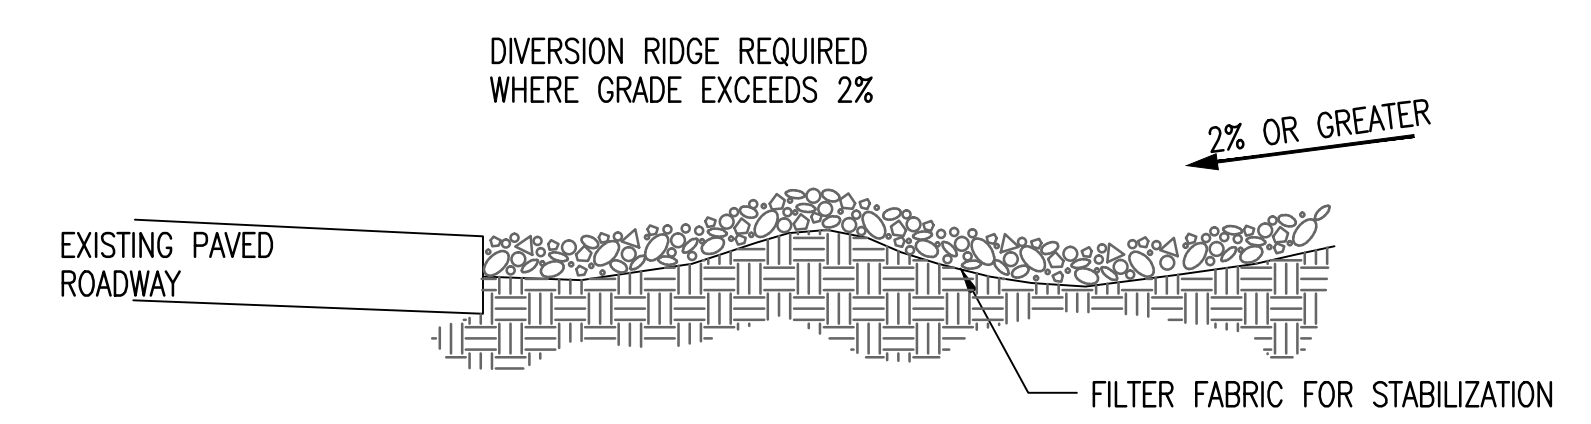 DIVERSION RIDGE REQUIRED
WHERE GRADE EXCEEDS 2%
2% OR GREATER
EXISTING PAVED
ROADWAY
FILTER FABRIC FOR STABILIZATION